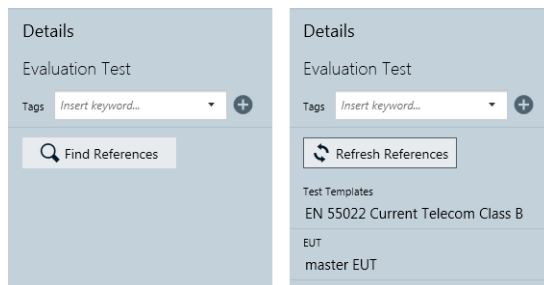 Details
Evaluation Test
Tags Insert keyword...
Find References
Details
Evaluation Test
Tags Insert keyword...
Refresh References
Test Templates
EN 55022 Current Telecom Class B
EUT
master EUT